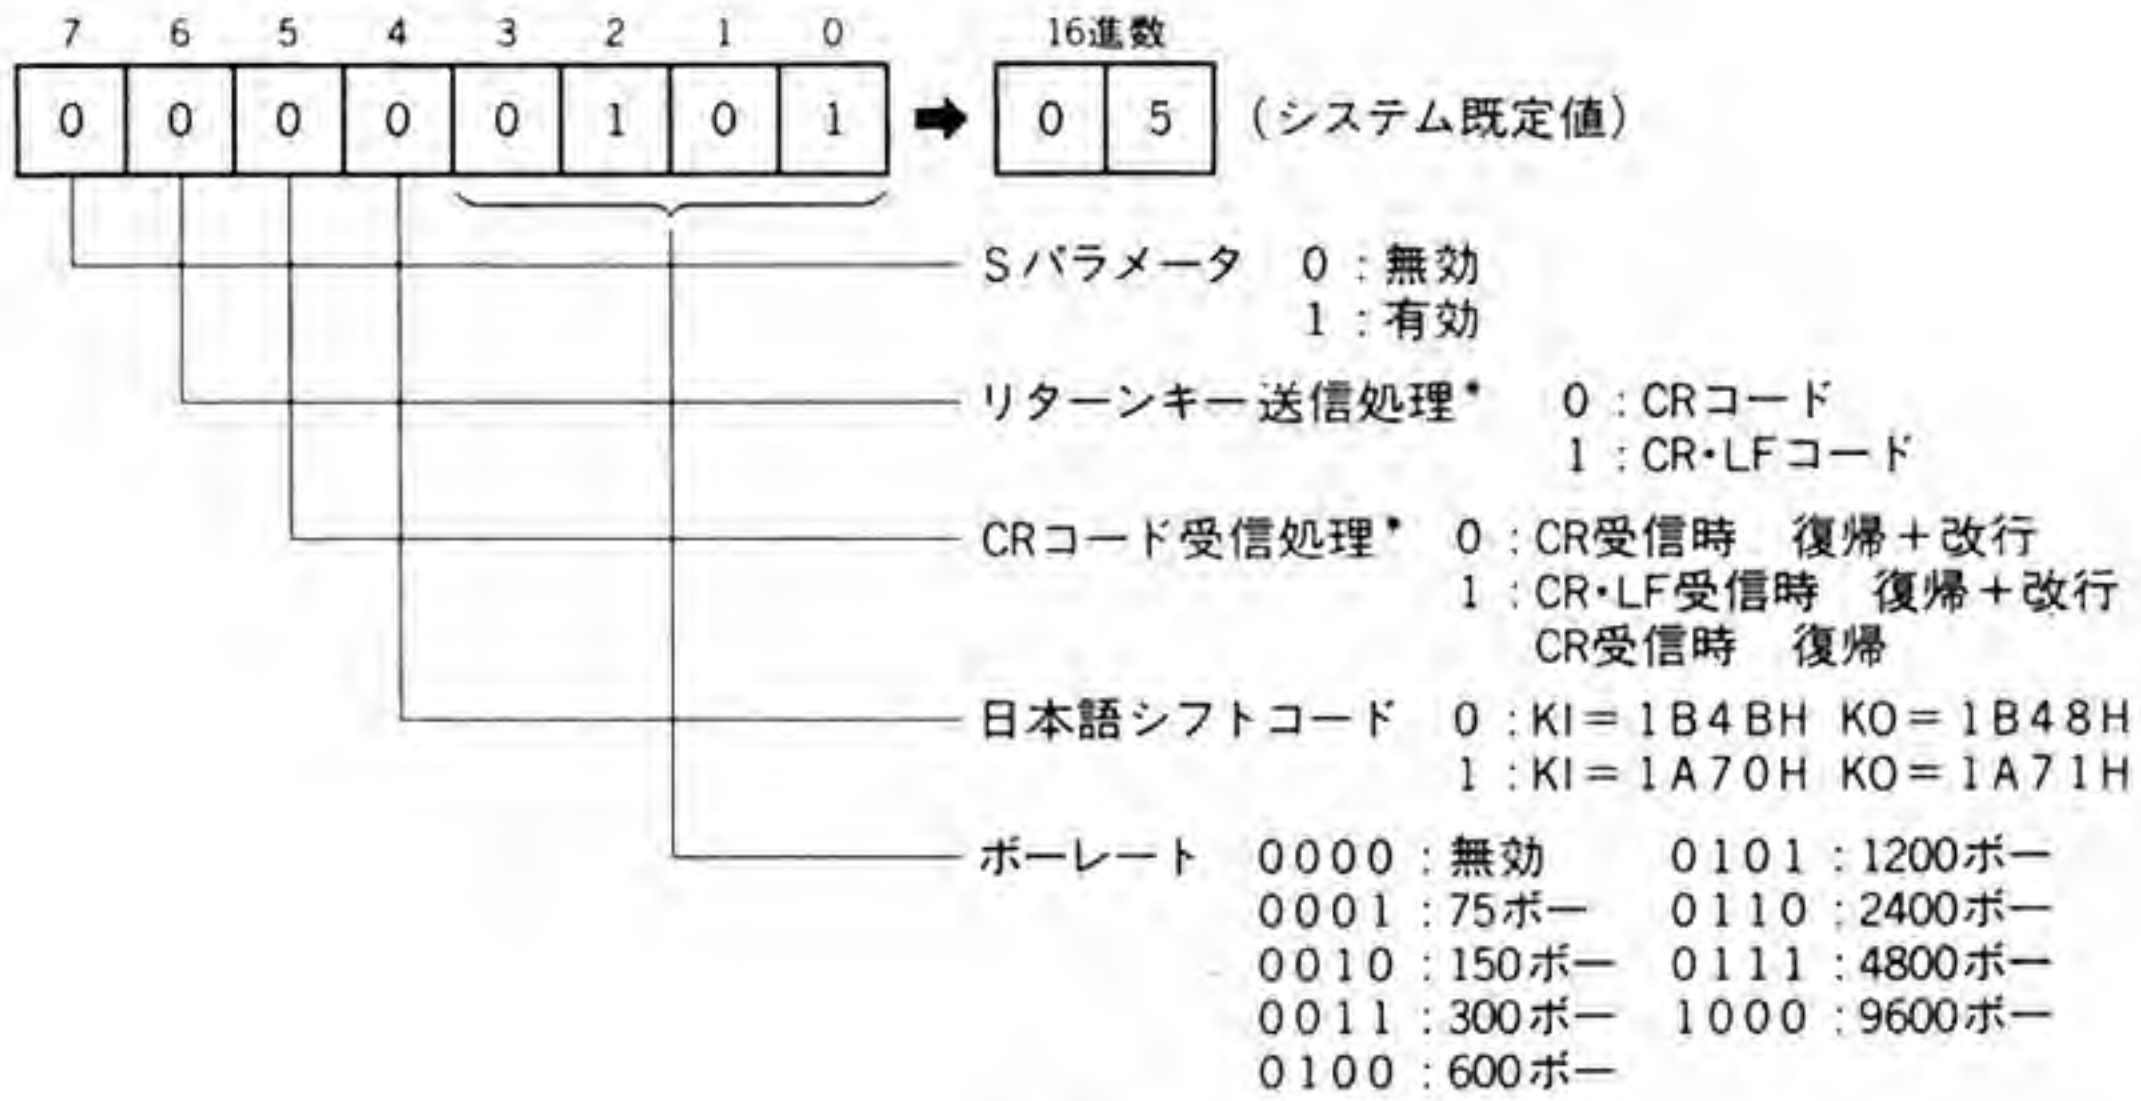 7 6 5 4 3 2 1 0 16進数
0 0 0 0 0 1 0 1 ➡ 0 5 (システム既定値)
Sパラメータ 0:無効
1:有効
リターンキー送信処理* 0:CRコード
1:CR・LFコード
CRコード受信処理* 0:CR受信時 復帰+改行
1:CR・LF受信時 復帰+改行
CR受信時 復帰
日本語シフトコード 0:KI=1B4BH KO=1B48H
1:KI=1A70H KO=1A71H
ボーレート 0000:無効 0101:1200ボー
0001:75ボー 0110:2400ボー
0010:150ボー 0111:4800ボー
0011:300ボー 1000:9600ボー
0100:600ボー